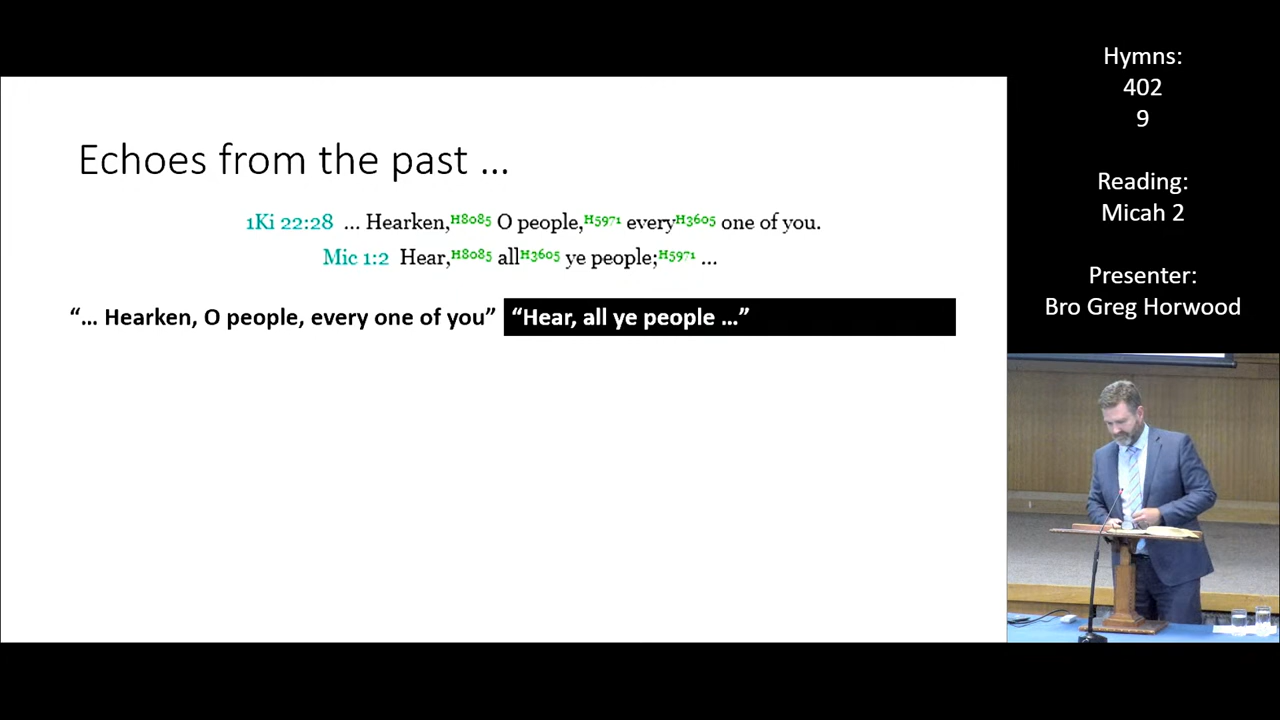 Echoes from the past ...
1Ki 22:28 ... Hearken,H8085 O people,H5971 everyH3605 one of you.
Mic 1:2 Hear,H8085 allH3605 ye people;H5971 ...
“... Hearken, O people, every one of you” “Hear, all ye people ...”
Hymns:
402
9
Reading:
Micah 2
Presenter:
Bro Greg Horwood